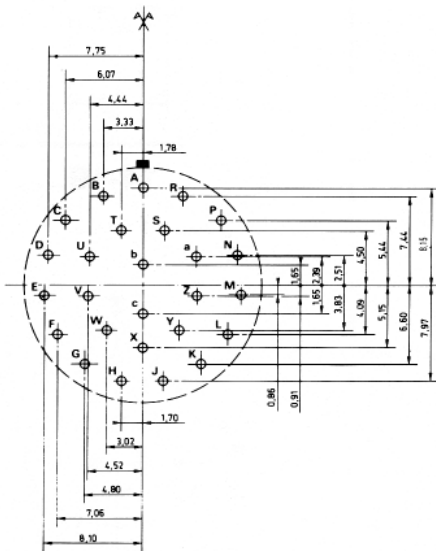 A A
7,75
6,07
4,44
3,33
1,78
A
B R
C P
T S
D U a N
b
E V Z M
c
F W Y L
X
G K
H J
1,65
2,39
2,51
4,50
5,44
7,44
8,15
1,65
3,83
4,09
5,15
6,60
7,97
0,86
0,91
1,70
3,02
4,52
4,80
7,06
8,10